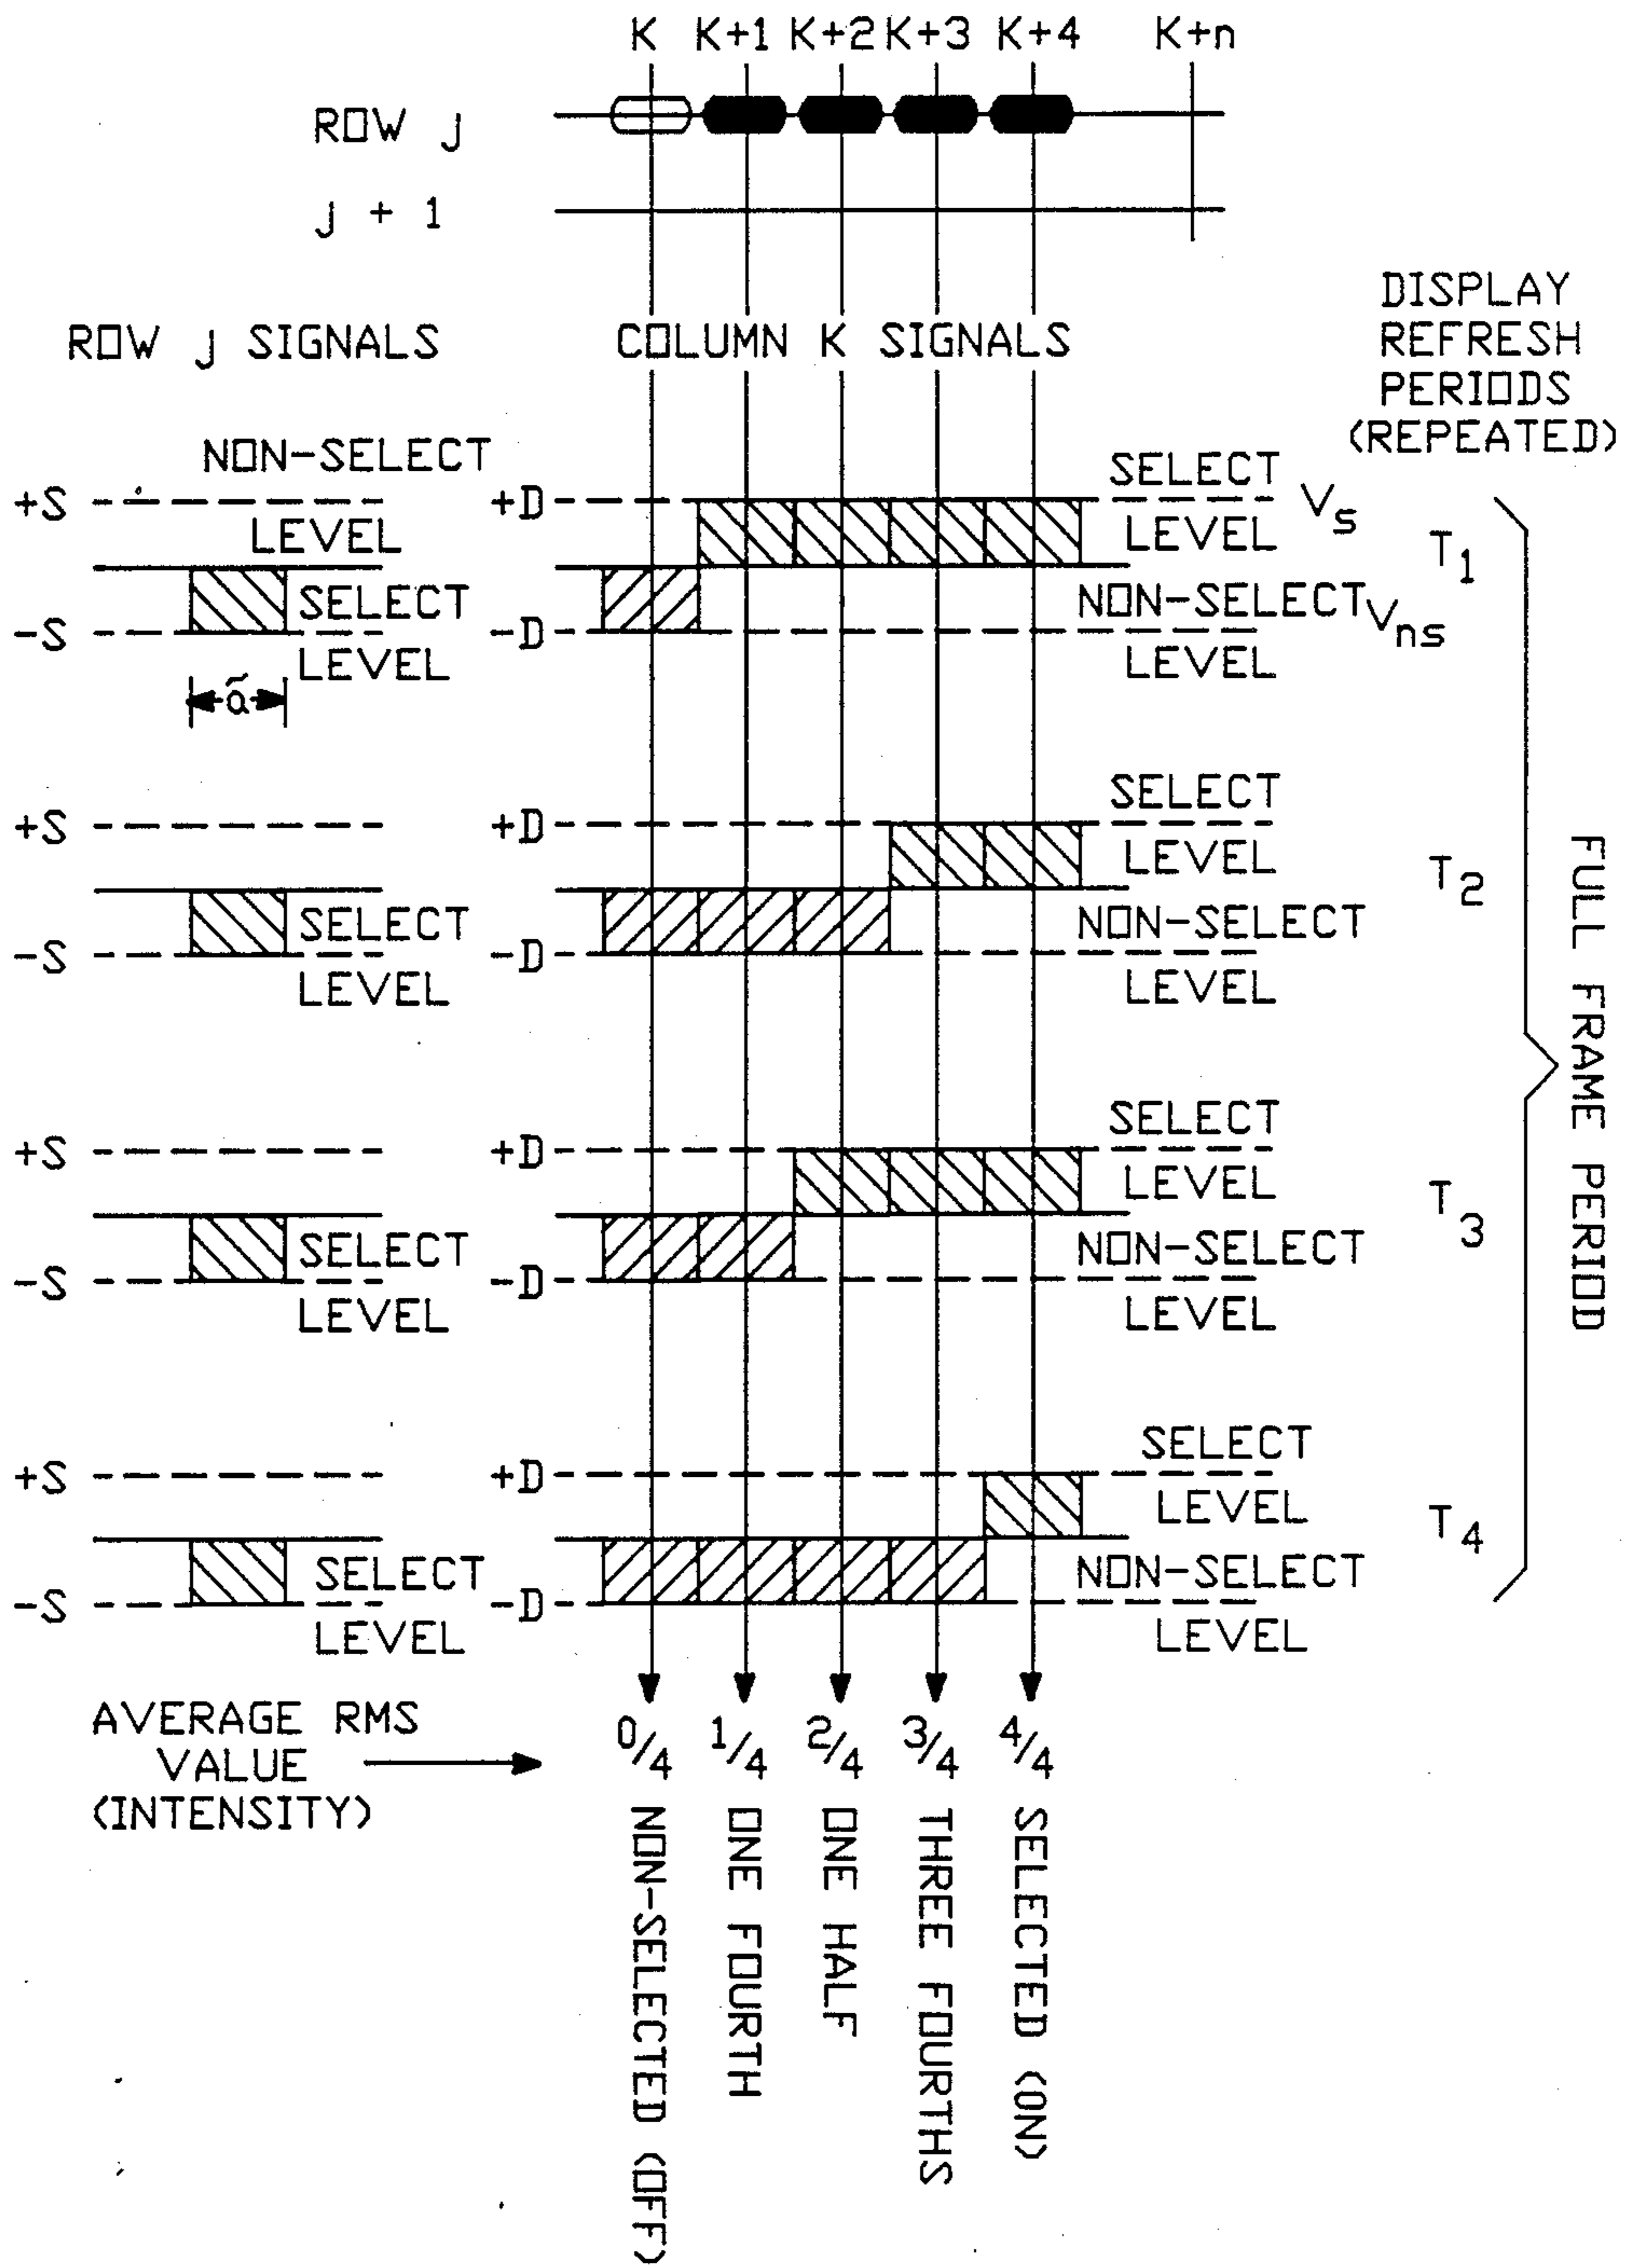 K K+1 K+2 K+3 K+4 K+n
ROW j
j + 1
DISPLAY
REFRESH
PERIODS
(REPEATED)
ROW j SIGNALS
COLUMN K SIGNALS
NON-SELECT
LEVEL
+S
SELECT
LEVEL
-S
ã
+D
SELECT
LEVEL
Vs
-D
NON-SELECT
LEVEL
Vns
T1
+S
-S
SELECT
LEVEL
+D
-D
SELECT
LEVEL
NON-SELECT
LEVEL
T2
+S
-S
SELECT
LEVEL
+D
-D
SELECT
LEVEL
NON-SELECT
LEVEL
T3
+S
-S
SELECT
LEVEL
+D
-D
SELECT
LEVEL
NON-SELECT
LEVEL
T4
FULL FRAME PERIOD
AVERAGE RMS
VALUE
(INTENSITY)
0/4 1/4 2/4 3/4 4/4
NON-SELECTED (OFF)
ONE FOURTH
ONE HALF
THREE FOURTHS
SELECTED (ON)